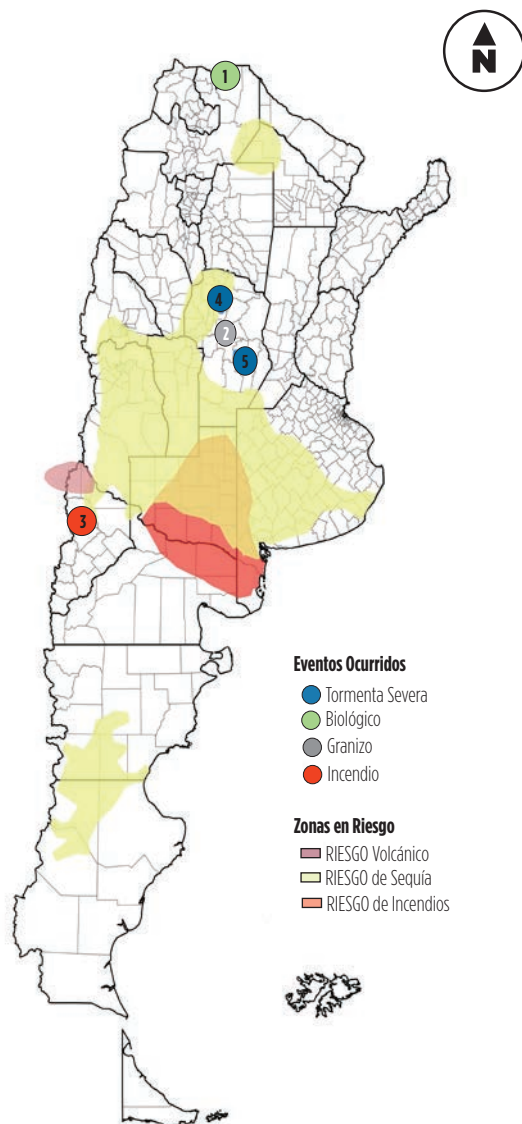 N
1
4
2
5
3
Eventos Ocurridos
Tormenta Severa
Biológico
Granizo
Incendio
Zonas en Riesgo
RIESGO Volcánico
RIESGO de Sequía
RIESGO de Incendios